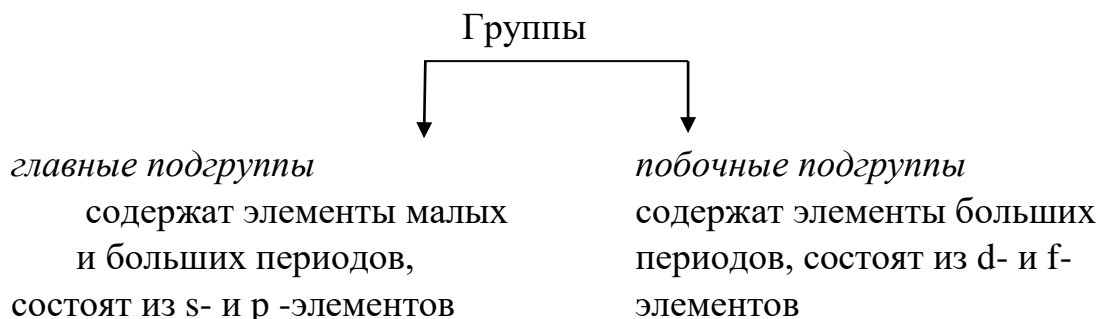 Группы
главные подгруппы
содержат элементы малых
и больших периодов,
состоят из s- и p -элементов
побочные подгруппы
содержат элементы больших
периодов, состоят из d- и f-
элементов